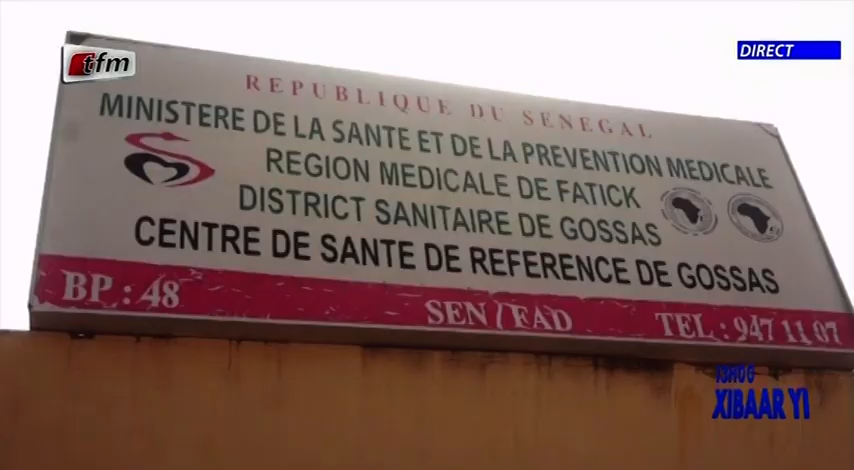 tfm
DIRECT
REPUBLIQUE DU SENEGAL
MINISTERE DE LA SANTE ET DE LA PREVENTION MEDICALE
REGION MEDICALE DE FATICK
DISTRICT SANITAIRE DE GOSSAS
CENTRE DE SANTE DE REFERENCE DE GOSSAS
BP : 48
SEN / FAD
TEL : 947 11 07
13H00
XIBAAR YI